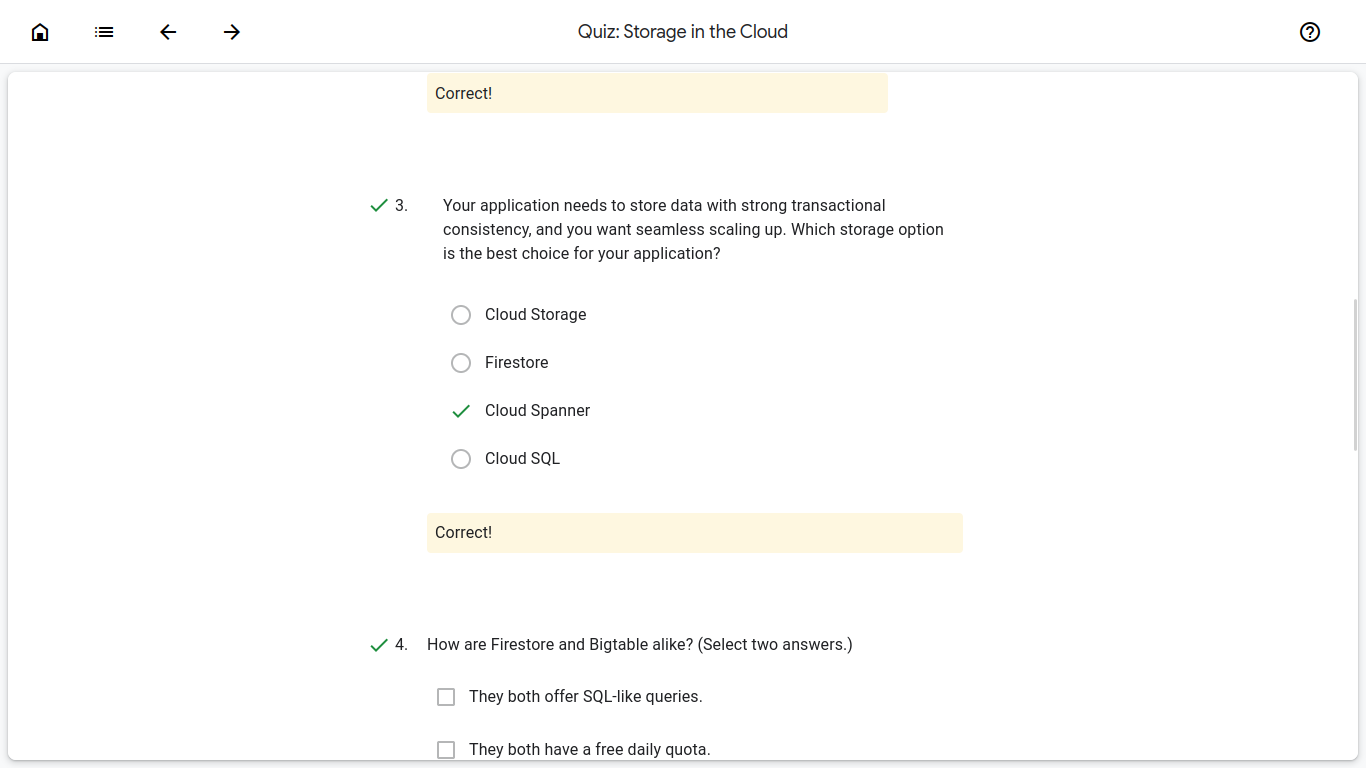 Quiz: Storage in the Cloud
Correct!
3.
Your application needs to store data with strong transactional
consistency, and you want seamless scaling up. Which storage option
is the best choice for your application?
Cloud Storage
Firestore
Cloud Spanner
Cloud SQL
Correct!
4.
How are Firestore and Bigtable alike? (Select two answers.)
They both offer SQL-like queries.
They both have a free daily quota.